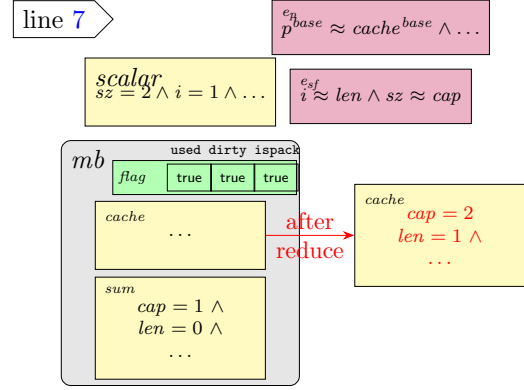 line 7
e_p
p^base ≈ cache^base ∧ …
scalar
sz = 2 ∧ i = 1 ∧ …
e_sf
i ≈ len ∧ sz ≈ cap
used dirty ispack
mb
flag true true true
cache
…
after
reduce
cache
cap = 2
len = 1 ∧
…
sum
cap = 1 ∧
len = 0 ∧
…